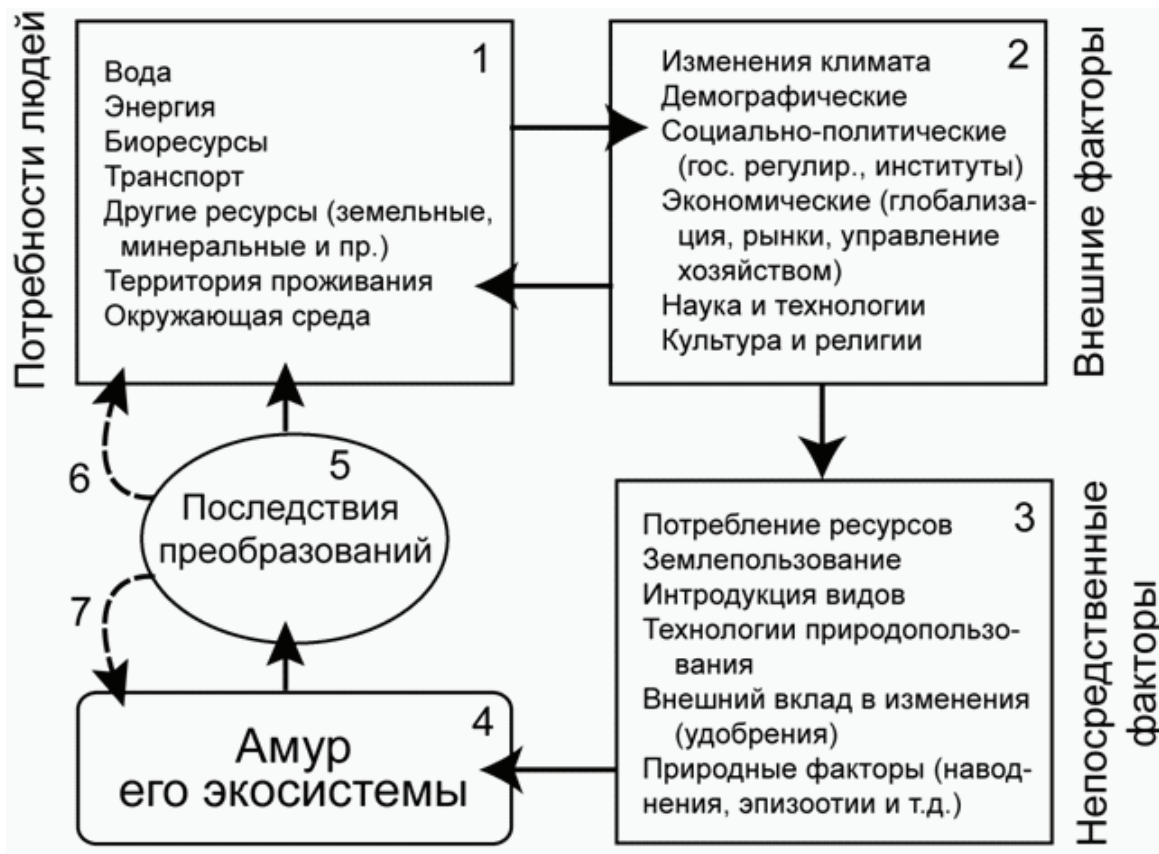 Потребности людей
1
Вода
Энергия
Биоресурсы
Транспорт
Другие ресурсы (земельные,
минеральные и пр.)
Территория проживания
Окружающая среда
2
Изменения климата
Демографические
Социально-политические
(гос. регулир., институты)
Экономические (глобализа-
ция, рынки, управление
хозяйством)
Наука и технологии
Культура и религии
Внешние факторы
3
Потребление ресурсов
Землепользование
Интродукция видов
Технологии природопользо-
вания
Внешний вклад в изменения
(удобрения)
Природные факторы (навод-
нения, эпизоотии и т.д.)
Непосредственные
факторы
4
Амур
его экосистемы
5
Последствия
преобразований
6
7